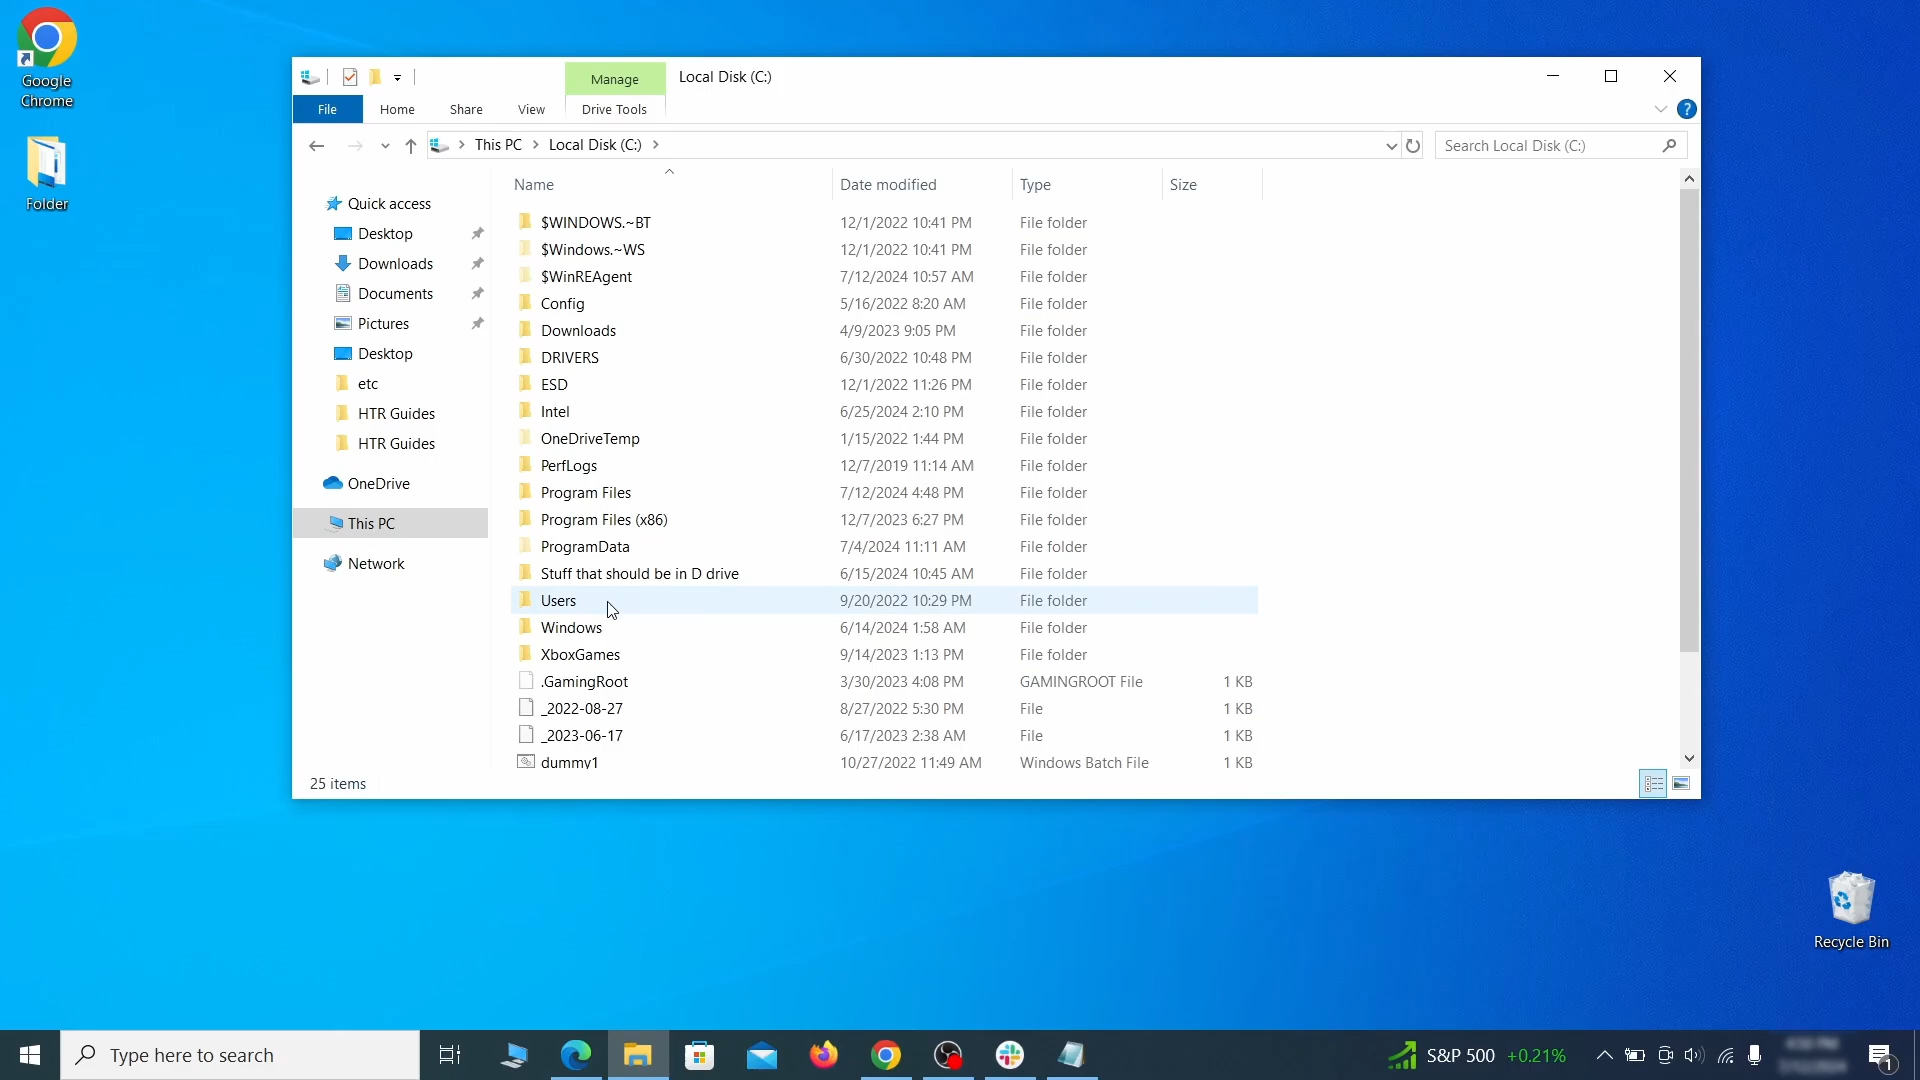 Google
Chrome
Folder
Manage
Local Disk (C:)
File
Home
Share
View
Drive Tools
?
This PC
Local Disk (C:)
Search Local Disk (C:)
Name
Date modified
Type
Size
Quick access
Desktop
Downloads
Documents
Pictures
Desktop
etc
HTR Guides
HTR Guides
OneDrive
This PC
Network
$WINDOWS.~BT 12/1/2022 10:41 PM File folder
$Windows.~WS 12/1/2022 10:41 PM File folder
$WinREAgent 7/12/2024 10:57 AM File folder
Config 5/16/2022 8:20 AM File folder
Downloads 4/9/2023 9:05 PM File folder
DRIVERS 6/30/2022 10:48 PM File folder
ESD 12/1/2022 11:26 PM File folder
Intel 6/25/2024 2:10 PM File folder
OneDriveTemp 1/15/2022 1:44 PM File folder
PerfLogs 12/7/2019 11:14 AM File folder
Program Files 7/12/2024 4:48 PM File folder
Program Files (x86) 12/7/2023 6:27 PM File folder
ProgramData 7/4/2024 11:11 AM File folder
Stuff that should be in D drive 6/15/2024 10:45 AM File folder
Users 9/20/2022 10:29 PM File folder
Windows 6/14/2024 1:58 AM File folder
XboxGames 9/14/2023 1:13 PM File folder
.GamingRoot 3/30/2023 4:08 PM GAMINGROOT File 1 KB
_2022-08-27 8/27/2022 5:30 PM File 1 KB
_2023-06-17 6/17/2023 2:38 AM File 1 KB
dummy1 10/27/2022 11:49 AM Windows Batch File 1 KB
25 items
Recycle Bin
Type here to search
S&P 500 +0.21%
1